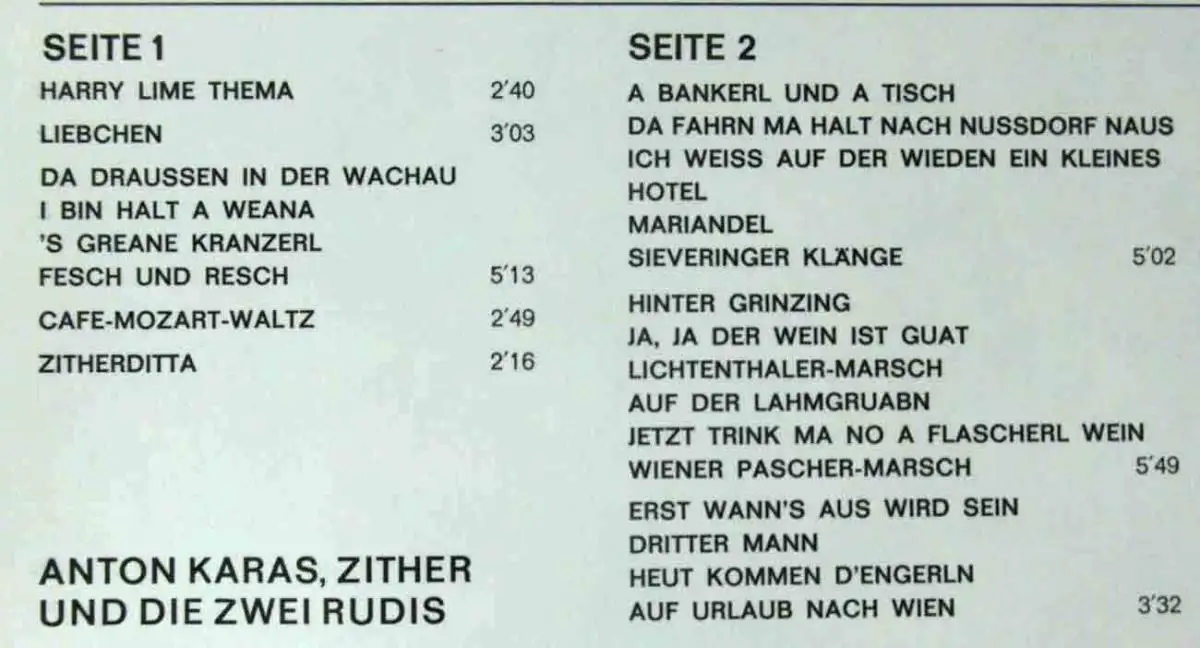 SEITE 1
HARRY LIME THEMA 2'40
LIEBCHEN 3'03
DA DRAUSSEN IN DER WACHAU
I BIN HALT A WEANA
'S GREANE KRANZERL
FESCH UND RESCH 5'13
CAFE-MOZART-WALTZ 2'49
ZITHERDITTA 2'16
ANTON KARAS, ZITHER
UND DIE ZWEI RUDIS
SEITE 2
A BANKERL UND A TISCH
DA FAHRN MA HALT NACH NUSSDORF NAUS
ICH WEISS AUF DER WIEDEN EIN KLEINES
HOTEL
MARIANDEL
SIEVERINGER KLÄNGE 5'02
HINTER GRINZING
JA, JA DER WEIN IST GUAT
LICHTENTHALER-MARSCH
AUF DER LAHMGRUABN
JETZT TRINK MA NO A FLASCHERL WEIN
WIENER PASCHER-MARSCH 5'49
ERST WANN'S AUS WIRD SEIN
DRITTER MANN
HEUT KOMMEN D'ENGERLN
AUF URLAUB NACH WIEN 3'32